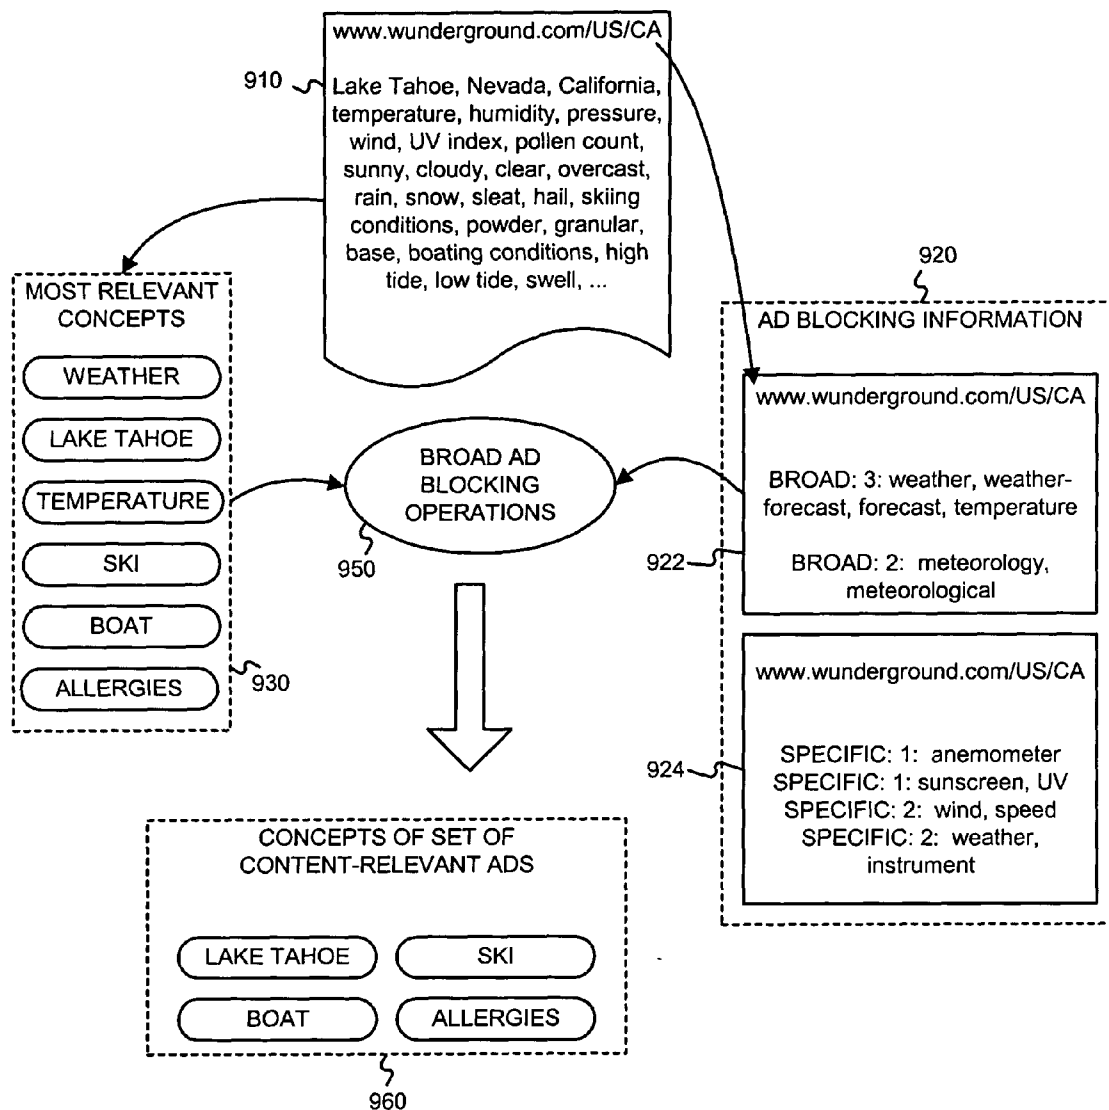 www.wunderground.com/US/CA
910
Lake Tahoe, Nevada, California,
temperature, humidity, pressure,
wind, UV index, pollen count,
sunny, cloudy, clear, overcast,
rain, snow, sleat, hail, skiing
conditions, powder, granular,
base, boating conditions, high
tide, low tide, swell, ...
MOST RELEVANT
CONCEPTS
WEATHER
LAKE TAHOE
TEMPERATURE
SKI
BOAT
ALLERGIES
930
BROAD AD
BLOCKING
OPERATIONS
950
920
AD BLOCKING INFORMATION
www.wunderground.com/US/CA
BROAD: 3: weather, weather-
forecast, forecast, temperature
BROAD: 2: meteorology,
meteorological
922
www.wunderground.com/US/CA
SPECIFIC: 1: anemometer
SPECIFIC: 1: sunscreen, UV
SPECIFIC: 2: wind, speed
SPECIFIC: 2: weather,
instrument
924
CONCEPTS OF SET OF
CONTENT-RELEVANT ADS
LAKE TAHOE
SKI
BOAT
ALLERGIES
960